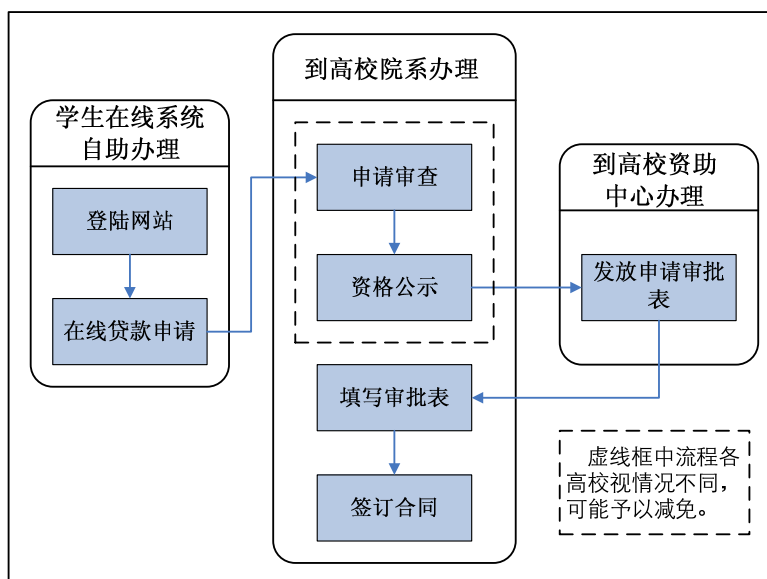 学生在线系统
自助办理
登陆网站
在线贷款申请
到高校院系办理
申请审查
资格公示
填写审批表
签订合同
到高校资助
中心办理
发放申请审批
表
虚线框中流程各
高校视情况不同，
可能予以减免。